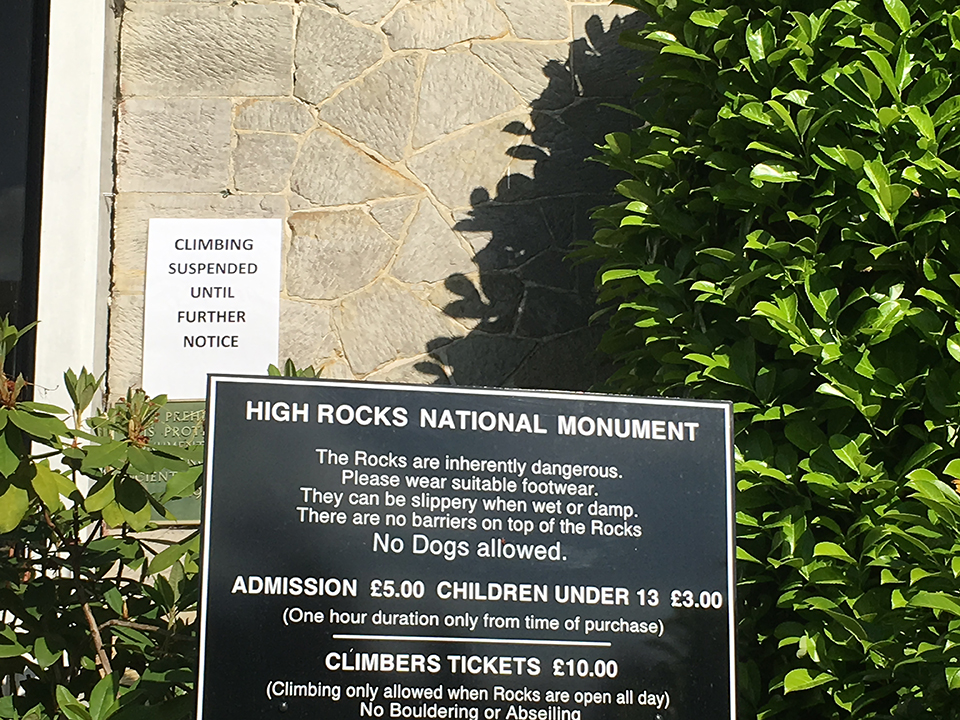 CLIMBING
SUSPENDED
UNTIL
FURTHER
NOTICE
PREH
S PROT
HIGH ROCKS NATIONAL MONUMENT
The Rocks are inherently dangerous.
Please wear suitable footwear.
They can be slippery when wet or damp.
There are no barriers on top of the Rocks
No Dogs allowed.
ADMISSION £5.00 CHILDREN UNDER 13 £3.00
(One hour duration only from time of purchase)
CLIMBERS TICKETS £10.00
(Climbing only allowed when Rocks are open all day)
No Bouldering or Abseiling